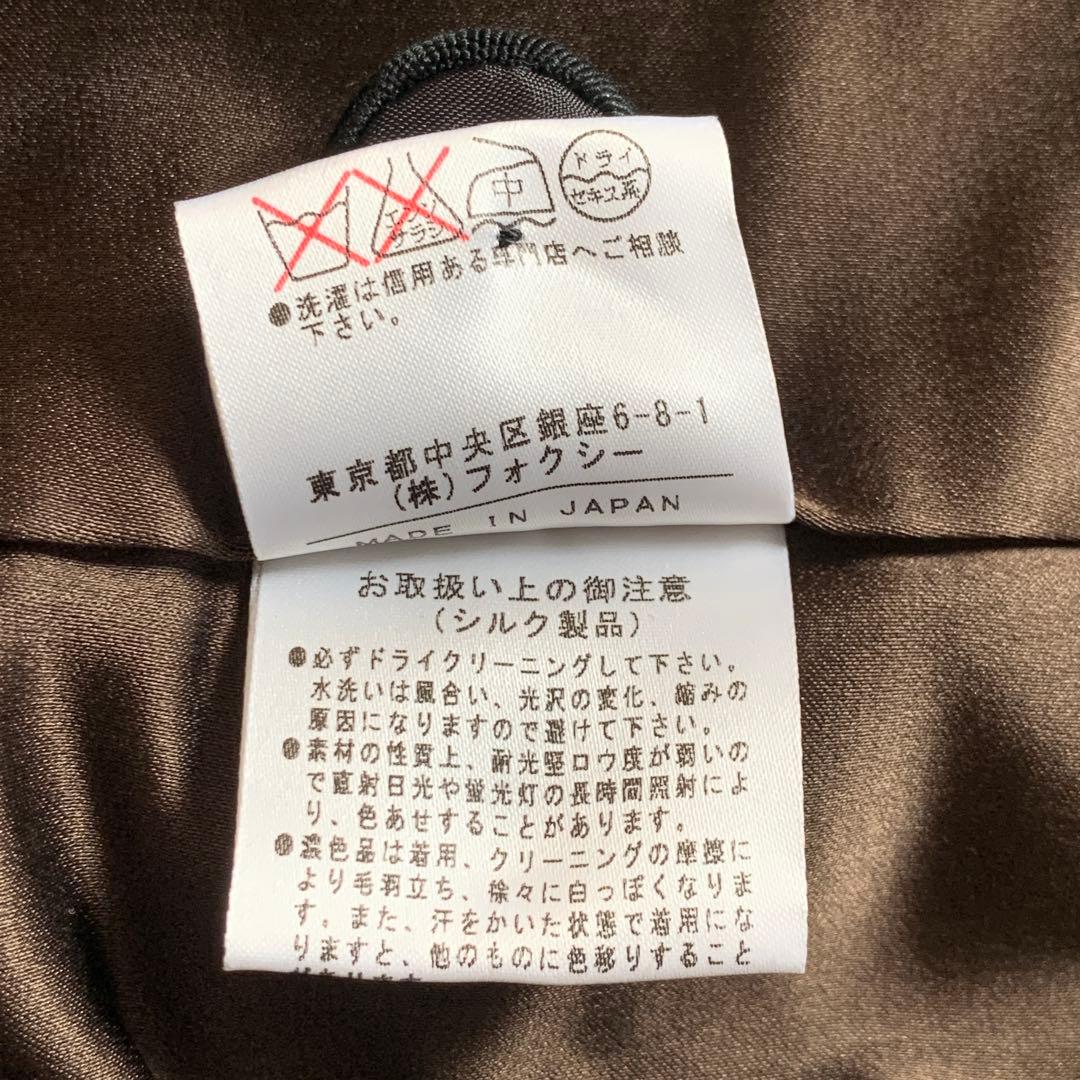 エンソ
サラシ
中
ドライ
セキユ系
●洗濯は信用ある専門店へご相談
下さい。
東京都中央区銀座6-8-1
(株)フォクシー
MADE IN JAPAN
お取扱い上の御注意
(シルク製品)
●必ずドライクリーニングして下さい。
水洗いは風合い、光沢の変化、縮みの
原因になりますので避けて下さい。
●素材の性質上、耐光堅ロウ度が弱いの
で直射日光や蛍光灯の長時間照射によ
り、色あせすることがあります。
●濃色品は着用、クリーニングの摩擦に
より毛羽立ち、徐々に白っぽくなりま
す。また、汗をかいた状態で着用にな
りますと、他のものに色移りすること
があります